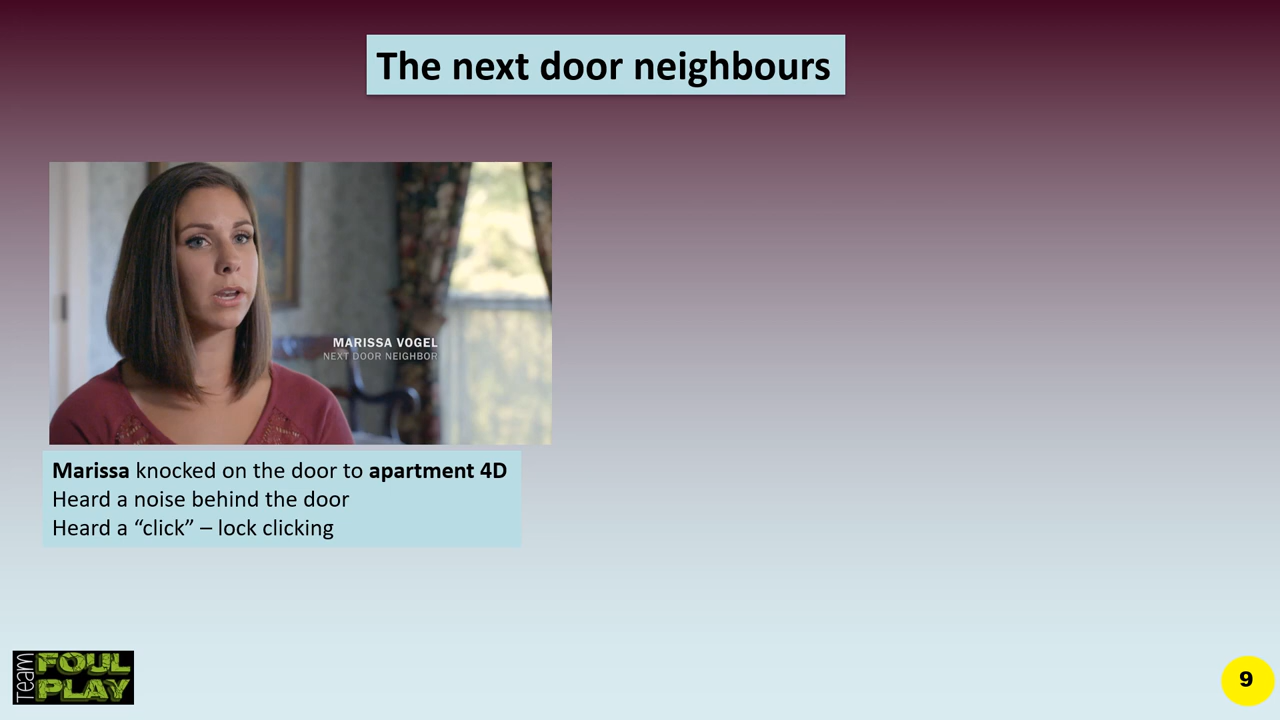 The next door neighbours
MARISSA VOGEL
NEXT DOOR NEIGHBOR
Marissa knocked on the door to apartment 4D
Heard a noise behind the door
Heard a “click” – lock clicking
Team
FOUL
PLAY
9